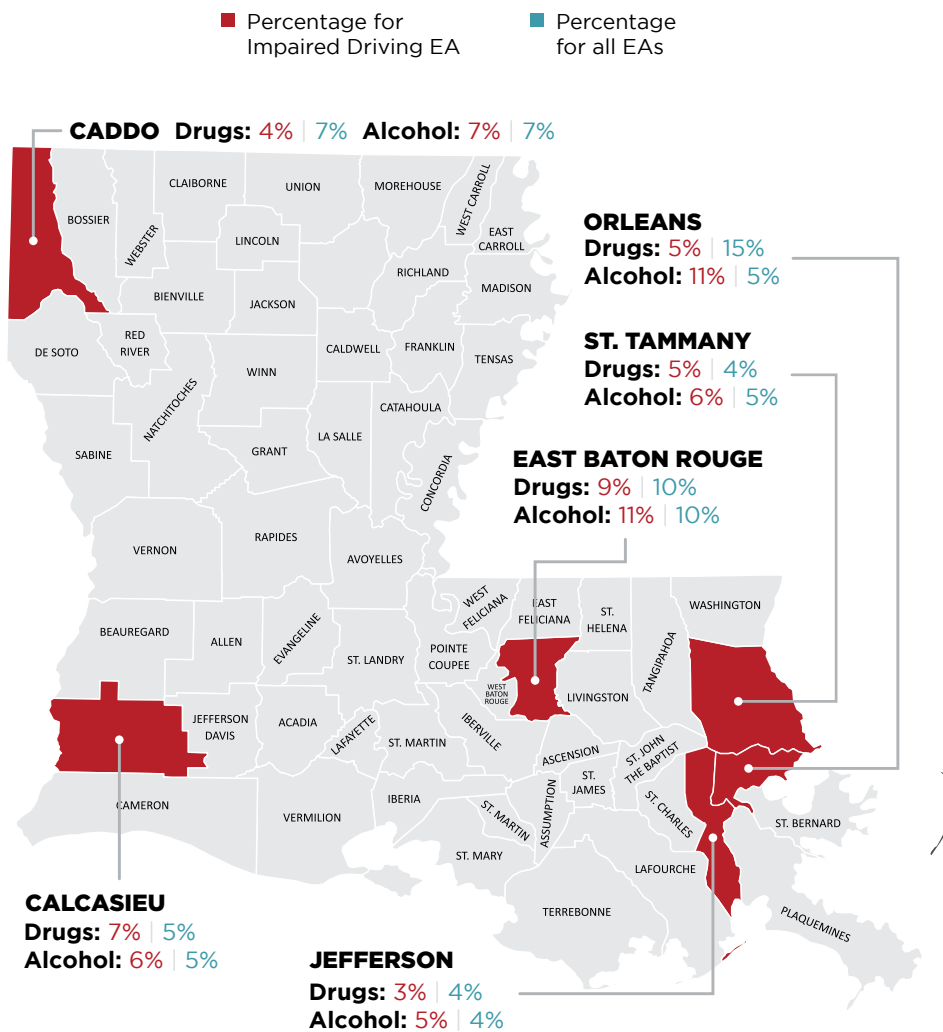 Percentage for
Impaired Driving EA
Percentage
for all EAs
CADDO Drugs: 4% | 7% Alcohol: 7% | 7%
ORLEANS
Drugs: 5% | 15%
Alcohol: 11% | 5%
ST. TAMMANY
Drugs: 5% | 4%
Alcohol: 6% | 5%
EAST BATON ROUGE
Drugs: 9% | 10%
Alcohol: 11% | 10%
CALCASIEU
Drugs: 7% | 5%
Alcohol: 6% | 5%
JEFFERSON
Drugs: 3% | 4%
Alcohol: 5% | 4%
BOSSIER
WEBSTER
CLAIBORNE
UNION
MOREHOUSE
WEST CARROLL
EAST
CARROLL
LINCOLN
RICHLAND
MADISON
BIENVILLE
JACKSON
DE SOTO
RED
RIVER
CALDWELL
FRANKLIN
TENSAS
WINN
NATCHITOCHES
CATAHOULA
SABINE
GRANT
LA SALLE
CONCORDIA
VERNON
RAPIDES
AVOYELLES
BEAUREGARD
ALLEN
EVANGELINE
ST. LANDRY
POINTE
COUPEE
WEST
FELICIANA
EAST
FELICIANA
ST.
HELENA
TANGIPAHOA
WASHINGTON
WEST
BATON
ROUGE
LIVINGSTON
JEFFERSON
DAVIS
ACADIA
LAFAYETTE
ST. MARTIN
IBERVILLE
ASCENSION
ST. JOHN
THE BAPTIST
ST.
JAMES
ST. CHARLES
ASSUMPTION
CAMERON
VERMILION
IBERIA
ST. MARTIN
ST. MARY
ST. BERNARD
LAFOURCHE
TERREBONNE
PLAQUEMINES